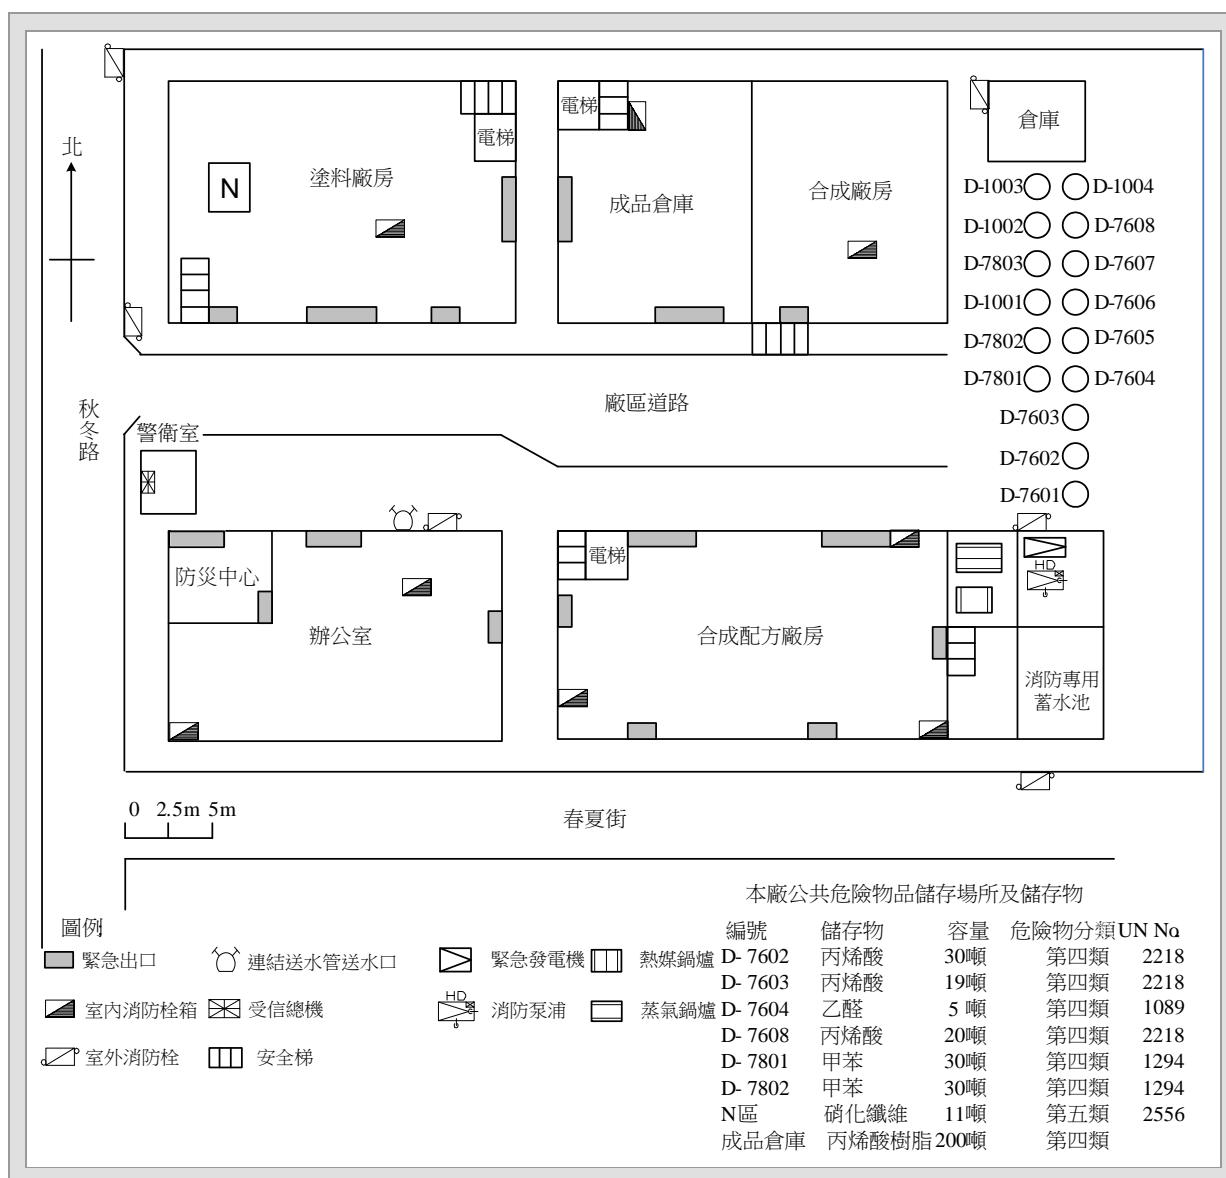 北
電梯
電梯
倉庫
塗料廠房
N
成品倉庫
合成廠房
D-1003
D-1004
D-1002
D-7608
D-7803
D-7607
D-1001
D-7606
D-7802
D-7605
D-7801
D-7604
D-7603
D-7602
D-7601
廠區道路
秋冬路
警衛室
防災中心
辦公室
電梯
合成配方廠房
HD
消防專用
蓄水池
0 2.5m 5m
春夏街
圖例
緊急出口
連結送水管送水口
緊急發電機
熱媒鍋爐
室內消防栓箱
受信總機
HD
消防泵浦
蒸氣鍋爐
室外消防栓
安全梯
本廠公共危險物品儲存場所及儲存物
編號 儲存物 容量 危險物分類 UN No.
D- 7602 丙烯酸 30噸 第四類 2218
D- 7603 丙烯酸 19噸 第四類 2218
D- 7604 乙醛 5 噸 第四類 1089
D- 7608 丙烯酸 20噸 第四類 2218
D- 7801 甲苯 30噸 第四類 1294
D- 7802 甲苯 30噸 第四類 1294
N區 硝化纖維 11噸 第五類 2556
成品倉庫 丙烯酸樹脂 200噸 第四類